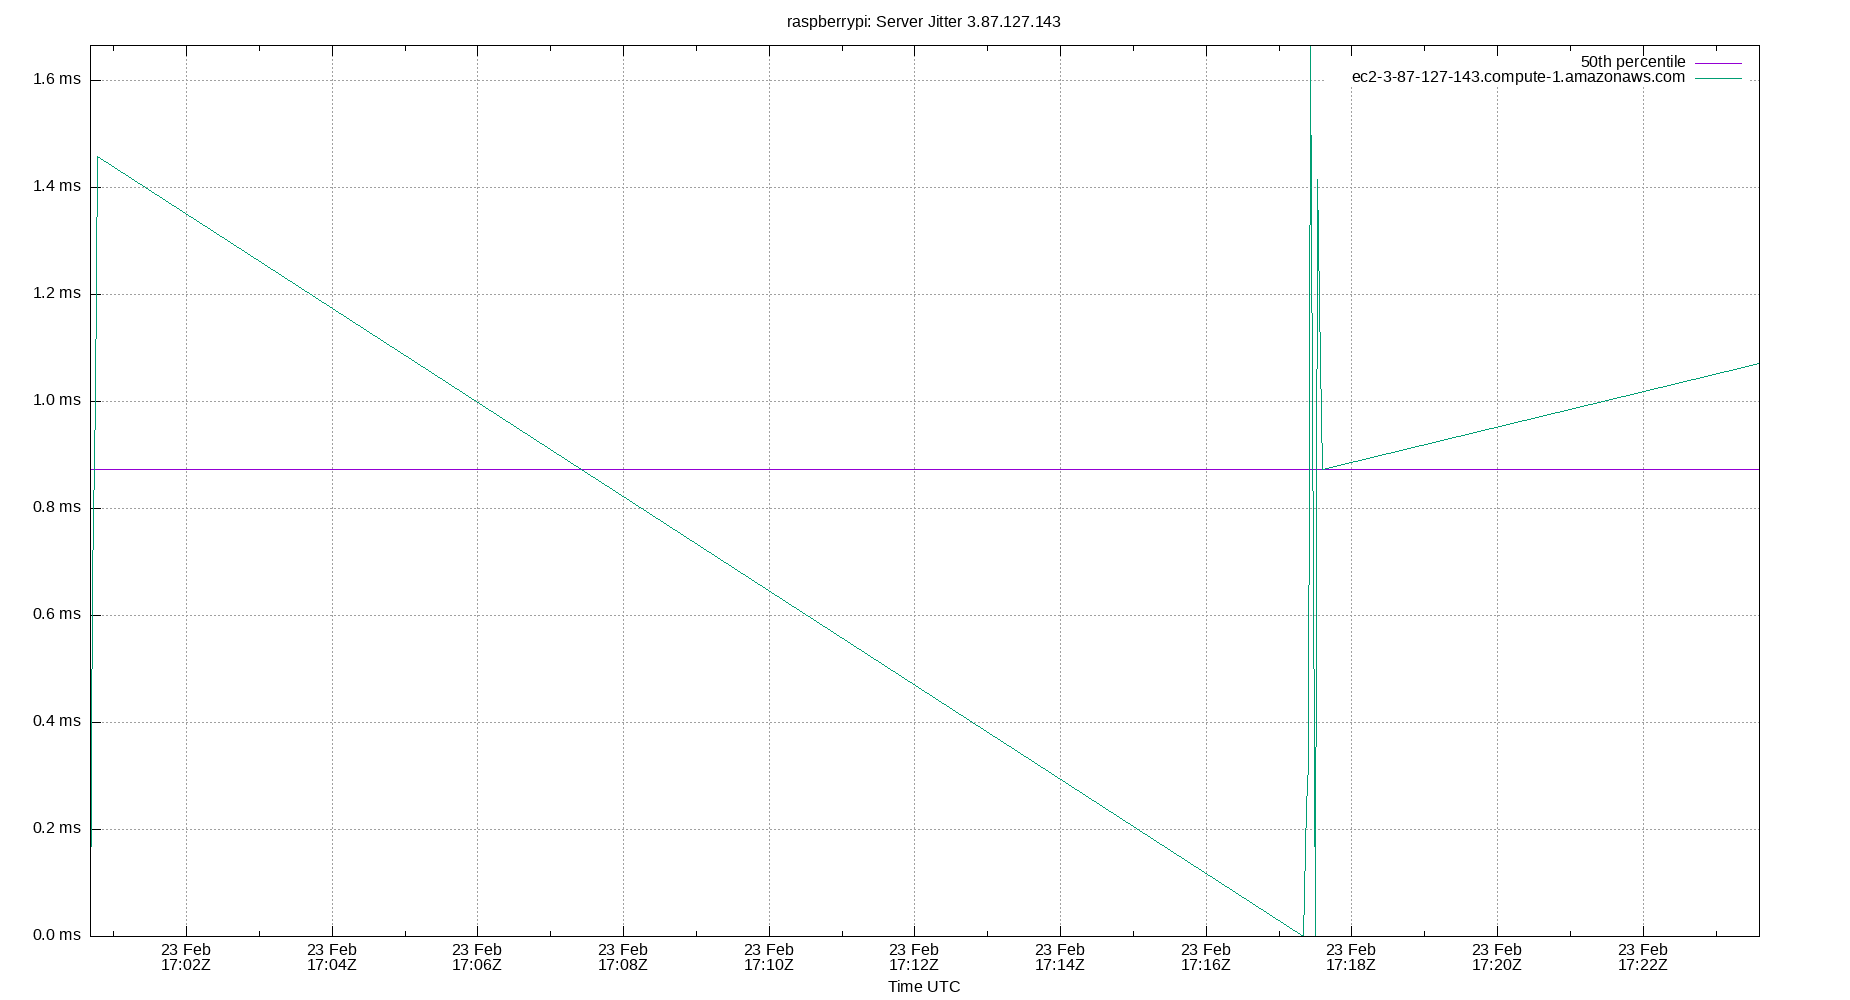 raspberrypi: Server Jitter 3.87.127.143
50th percentile
ec2-3-87-127-143.compute-1.amazonaws.com
1.6 ms
1.4 ms
1.2 ms
1.0 ms
0.8 ms
0.6 ms
0.4 ms
0.2 ms
0.0 ms
23 Feb 23 Feb 23 Feb 23 Feb 23 Feb 23 Feb 23 Feb 23 Feb 23 Feb 23 Feb 23 Feb
17:02Z 17:04Z 17:06Z 17:08Z 17:10Z 17:12Z 17:14Z 17:16Z 17:18Z 17:20Z 17:22Z
Time UTC